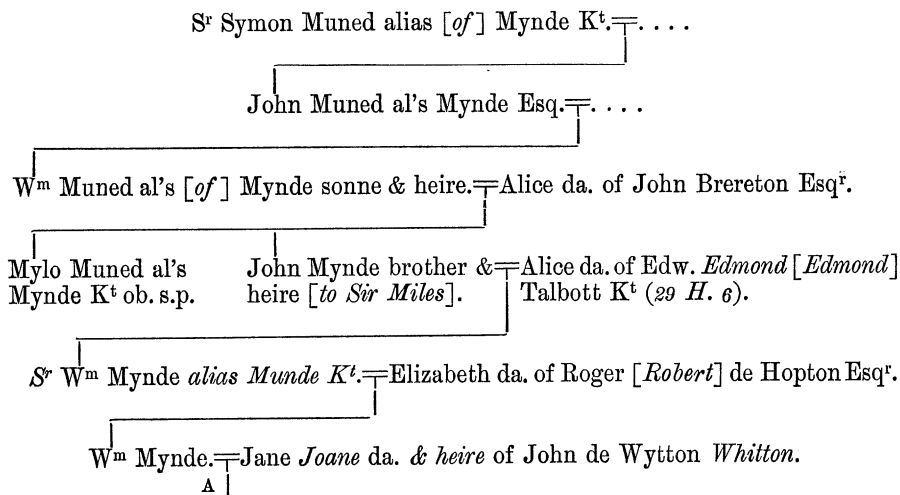 Sʳ Symon Muned alias [of] Mynde Kᵗ.=. . . .
John Muned al's Mynde Esq.=. . . .
Wᵐ Muned al's [of] Mynde sonne & heire.=Alice da. of John Brereton Esqʳ.
Mylo Muned al's
Mynde Kᵗ ob. s.p.
John Mynde brother &
heire [to Sir Miles].
=Alice da. of Edw. Edmond [Edmond]
Talbott Kᵗ (29 H. 6).
Sʳ Wᵐ Mynde alias Munde Kᵗ.=Elizabeth da. of Roger [Robert] de Hopton Esqʳ.
Wᵐ Mynde.=Jane Joane da. & heire of John de Wytton Whitton.
A